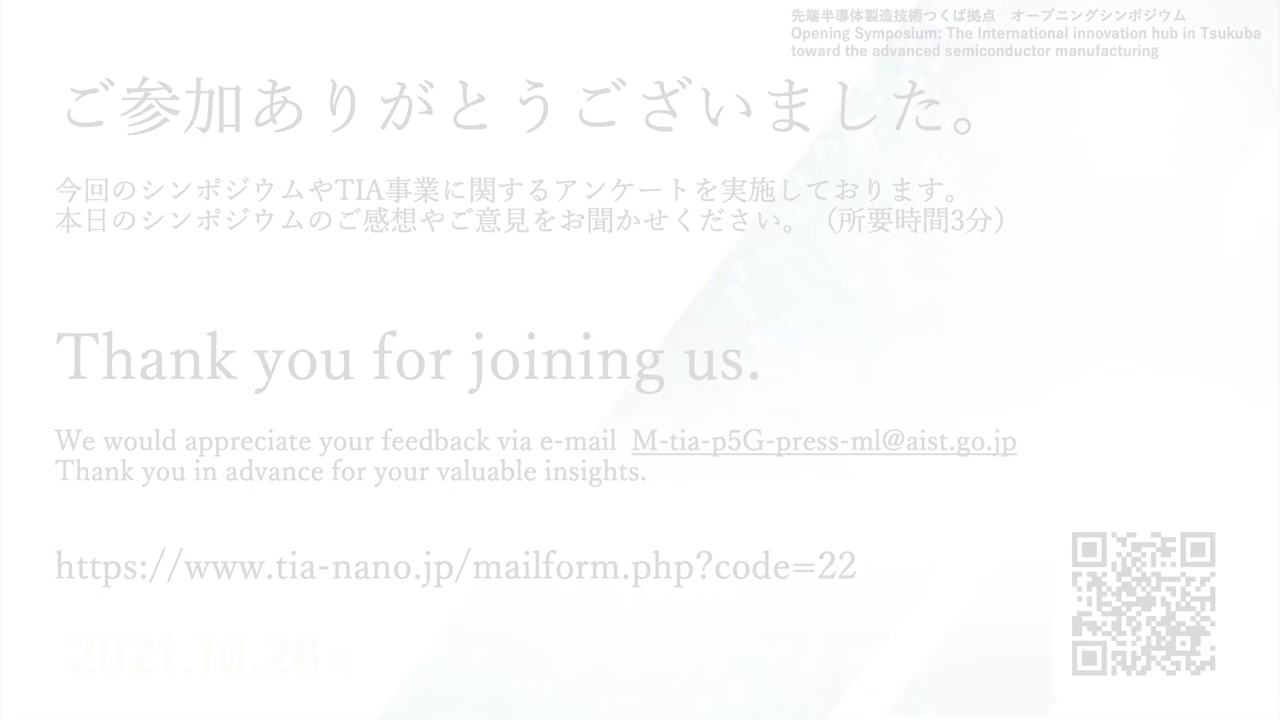 先端半導体製造技術つくば拠点　オープニングシンポジウム
Opening Symposium; The International innovation hub in Tsukuba
toward the advanced semiconductor manufacturing
ご参加ありがとうございました。
今回のシンポジウムやTIA事業に関するアンケートを実施しております。
本日のシンポジウムのご感想やご意見をお聞かせください。（所要時間3分）
Thank you for joining us.
We would appreciate your feedback via e-mail M-tia-p5G-press-ml@aist.go.jp
Thank you in advance for your valuable insights.
https://www.tia-nano.jp/mailform.php?code=22
2021.10.28